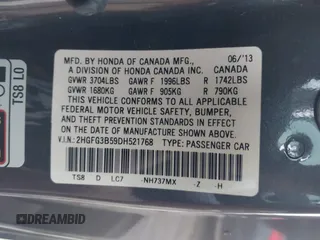 TS8 LO
MFD. BY HONDA OF CANADA MFG., 06/'13
A DIVISION OF HONDA CANADA INC. CANADA
GVWR 3704LBS GAWR F 1996LBS R 1742LBS
GVWR 1680KG GAWR F 905KG R 790KG
THIS VEHICLE CONFORMS TO ALL APPLICABLE
FEDERAL MOTOR VEHICLE SAFETY, BUMPER,
AND THEFT PREVENTION STANDARDS IN EFFECT
ON THE DATE OF MANUFACTURE SHOWN ABOVE.
V.I.N.: 2HGFG3B59DH521768 TYPE: PASSENGER CAR
TS8 D LC7 NH737MX -Z -H
DREAMBID